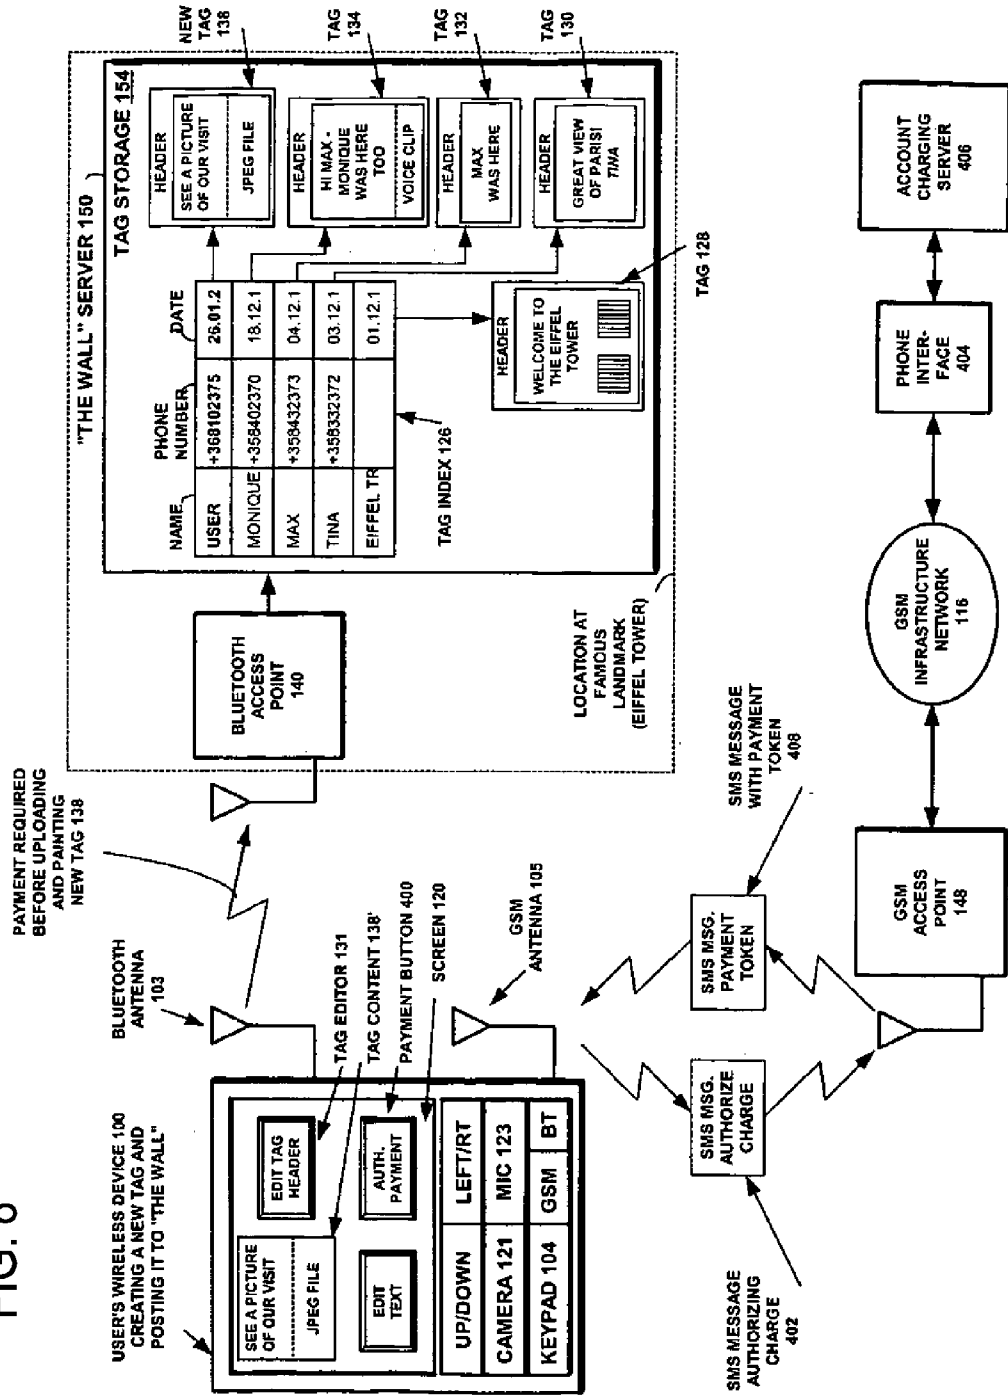 FIG. 6
USER'S WIRELESS DEVICE 100
CREATING A NEW TAG AND
POSTING IT TO "THE WALL"
SEE A PICTURE
OF OUR VISIT
JPEG FILE
EDIT TAG
HEADER
EDIT
TEXT
AUTH.
PAYMENT
UP/DOWN
LEFT/RT
CAMERA 121
MIC 123
KEYPAD 104
GSM
BT
BLUETOOTH
ANTENNA
103
TAG EDITOR 131
TAG CONTENT 138'
PAYMENT BUTTON 400
SCREEN 120
GSM
ANTENNA 105
PAYMENT REQUIRED
BEFORE UPLOADING
AND PAINTING
NEW TAG 138
"THE WALL" SERVER 150
BLUETOOTH
ACCESS
POINT
140
LOCATION AT
FAMOUS
LANDMARK
(EIFFEL TOWER)
TAG STORAGE 154
NAME
PHONE
NUMBER
DATE
USER
+368102375
26.01.2
MONIQUE
+358402370
18.12.1
MAX
+358432373
04.12.1
TINA
+358332372
03.12.1
EIFFEL TR
01.12.1
TAG INDEX 126
HEADER
SEE A PICTURE
OF OUR VISIT
JPEG FILE
NEW
TAG
138
HEADER
HI MAX -
MONIQUE
WAS HERE
TOO
VOICE CLIP
TAG
134
HEADER
MAX
WAS HERE
TAG
132
HEADER
GREAT VIEW
OF PARIS!
TINA
TAG
130
HEADER
WELCOME TO
THE EIFFEL
TOWER
TAG 128
SMS MESSAGE
AUTHORIZING
CHARGE
402
SMS MSG.
AUTHORIZE
CHARGE
SMS MSG.
PAYMENT
TOKEN
SMS MESSAGE
WITH PAYMENT
TOKEN
408
GSM
ACCESS
POINT
148
GSM
INFRASTRUCTURE
NETWORK
116
PHONE
INTER-
FACE
404
ACCOUNT
CHARGING
SERVER
406